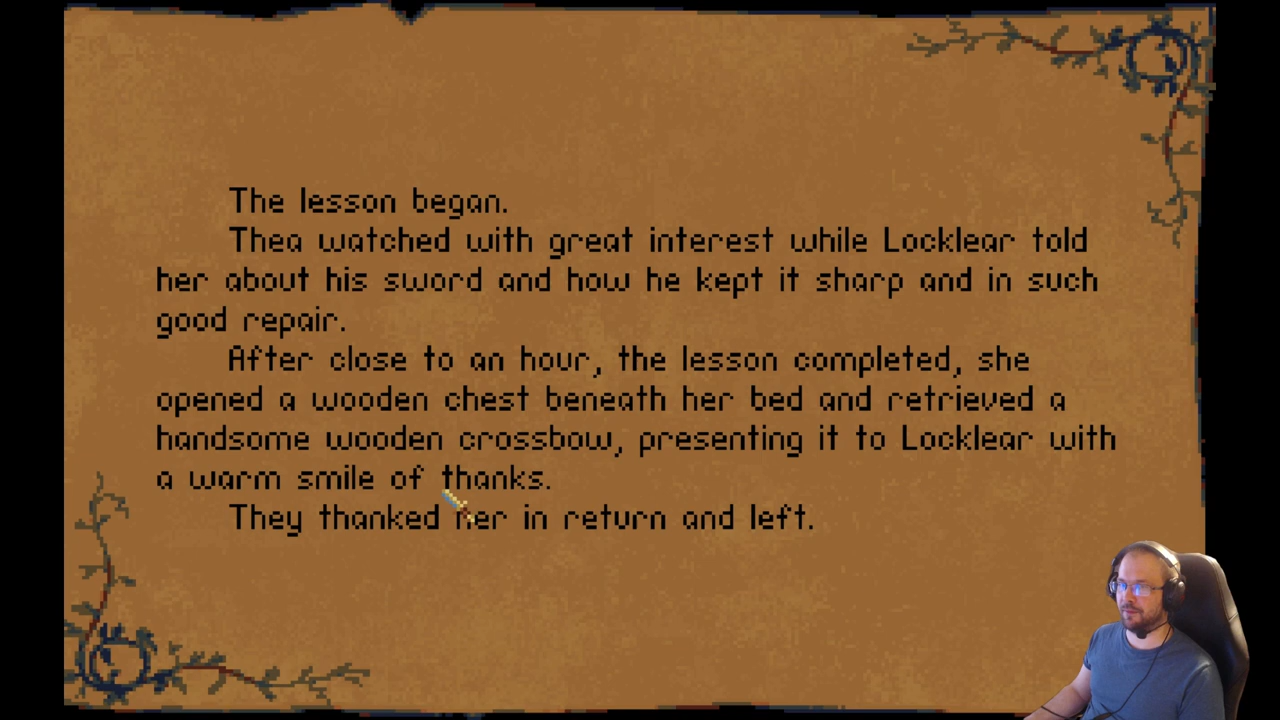 The lesson began.
Thea watched with great interest while Locklear told
her about his sword and how he kept it sharp and in such
good repair.
After close to an hour, the lesson completed, she
opened a wooden chest beneath her bed and retrieved a
handsome wooden crossbow, presenting it to Locklear with
a warm smile of thanks.
They thanked her in return and left.